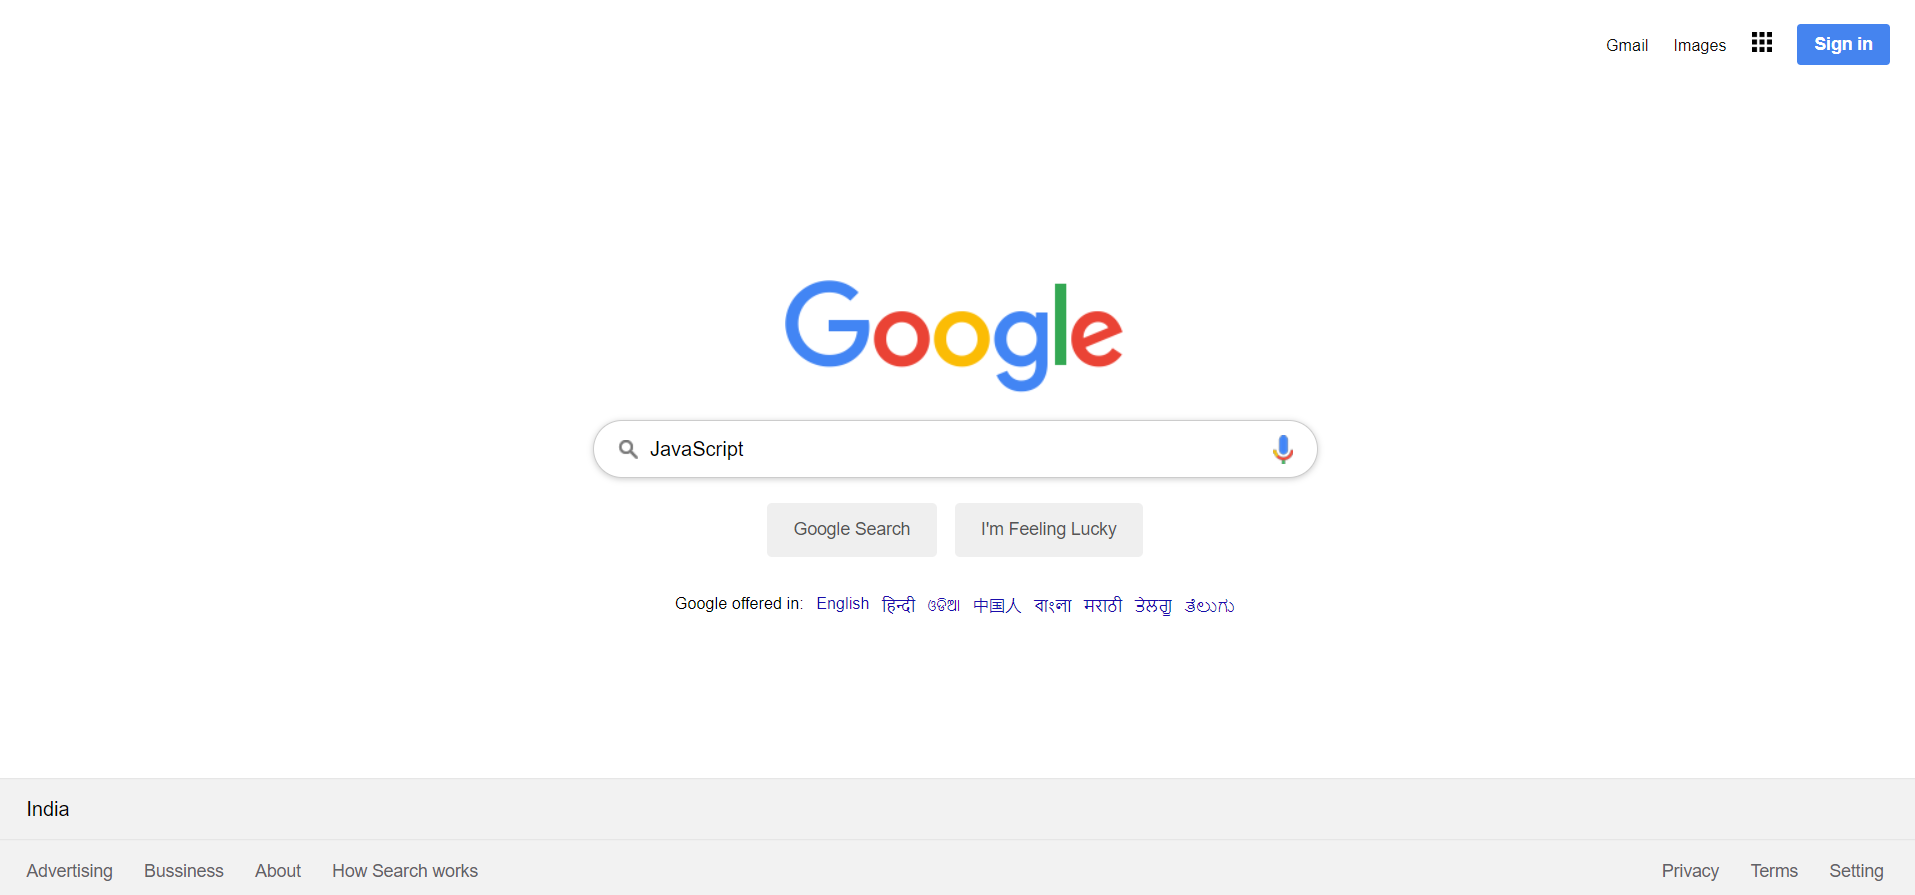 Gmail Images Sign in
Google
JavaScript
Google Search I'm Feeling Lucky
Google offered in: English हिन्दी ଓଡିଆ 中国人 বাংলা मराठी ਤੇਲਗੂ ತೆಲುಗು
India
Advertising Bussiness About How Search works Privacy Terms Setting